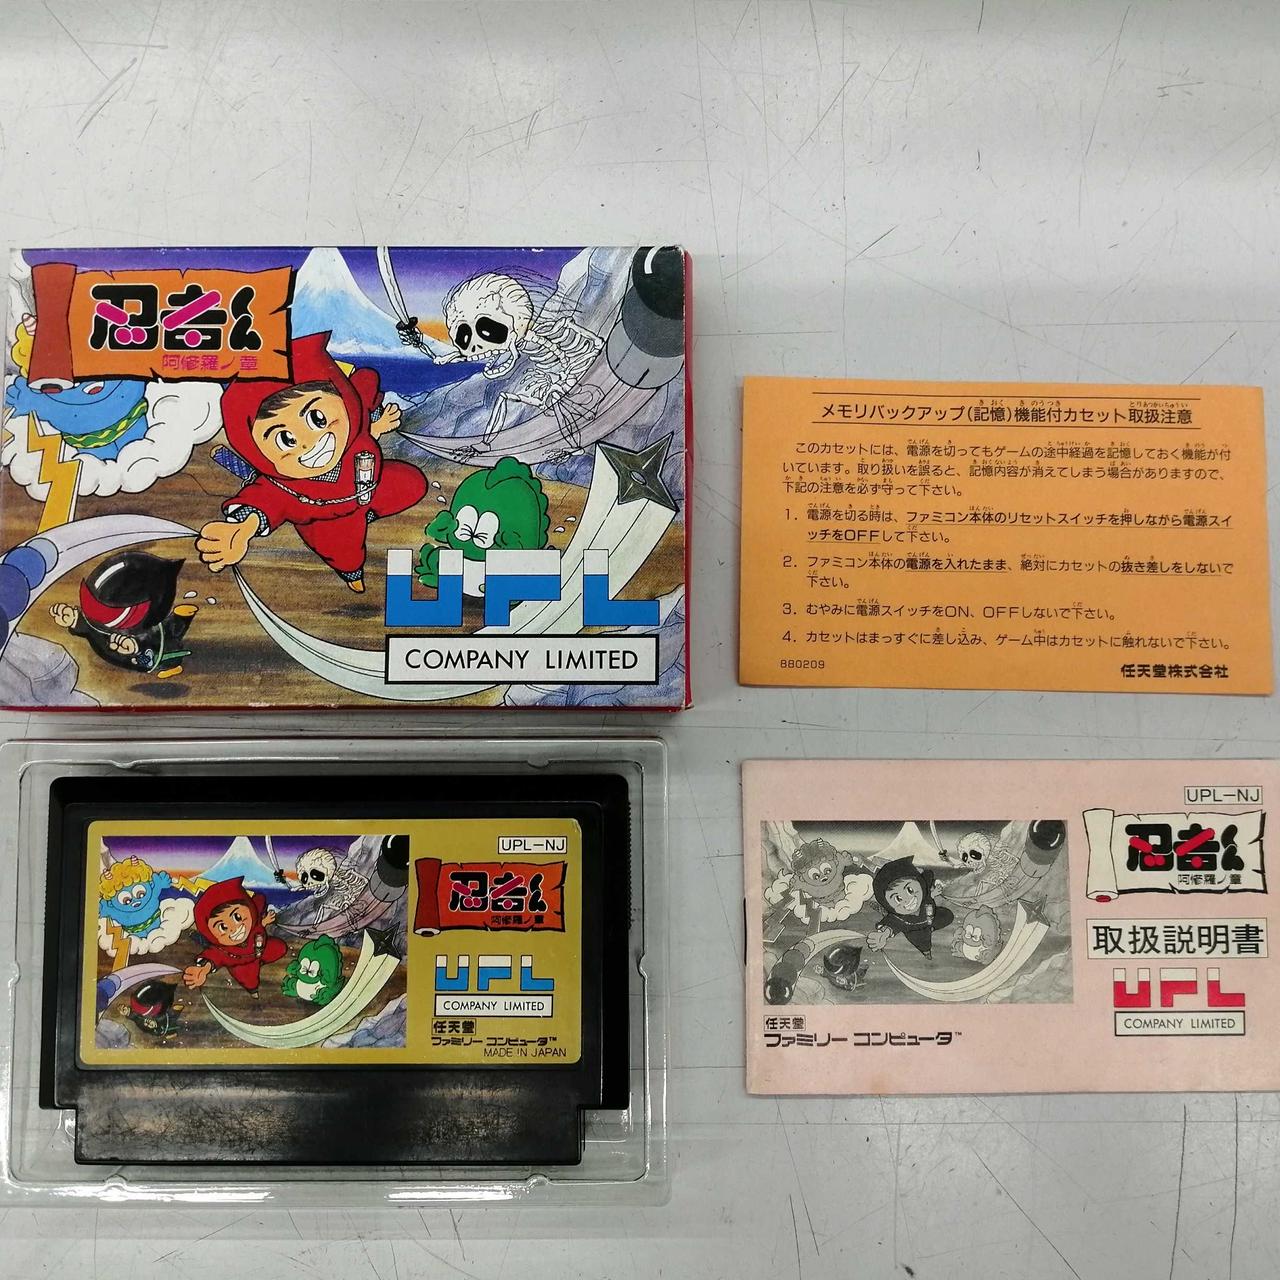 忍者くん
阿修羅ノ章
UPL
COMPANY LIMITED
メモリバックアップ(記憶)機能付カセット取扱注意
このカセットには、電源を切ってもゲームの途中経過を記憶しておく機能が付
いています。取り扱いを誤ると、記憶内容が消えてしまう場合がありますので、
下記の注意を必ず守って下さい。
1. 電源を切る時は、ファミコン本体のリセットスイッチを押しながら電源スイ
ッチをOFFして下さい。
2. ファミコン本体の電源を入れたまま、絶対にカセットの抜き差しをしないで
下さい。
3. むやみに電源スイッチをON、OFFしないで下さい。
4. カセットはまっすぐに差し込み、ゲーム中はカセットに触れないで下さい。
880209
任天堂株式会社
UPL-NJ
忍者くん
阿修羅ノ章
UPL
COMPANY LIMITED
任天堂
ファミリー コンピュータ™
MADE IN JAPAN
UPL-NJ
忍者くん
阿修羅ノ章
取扱説明書
UPL
COMPANY LIMITED
任天堂
ファミリー コンピュータ™